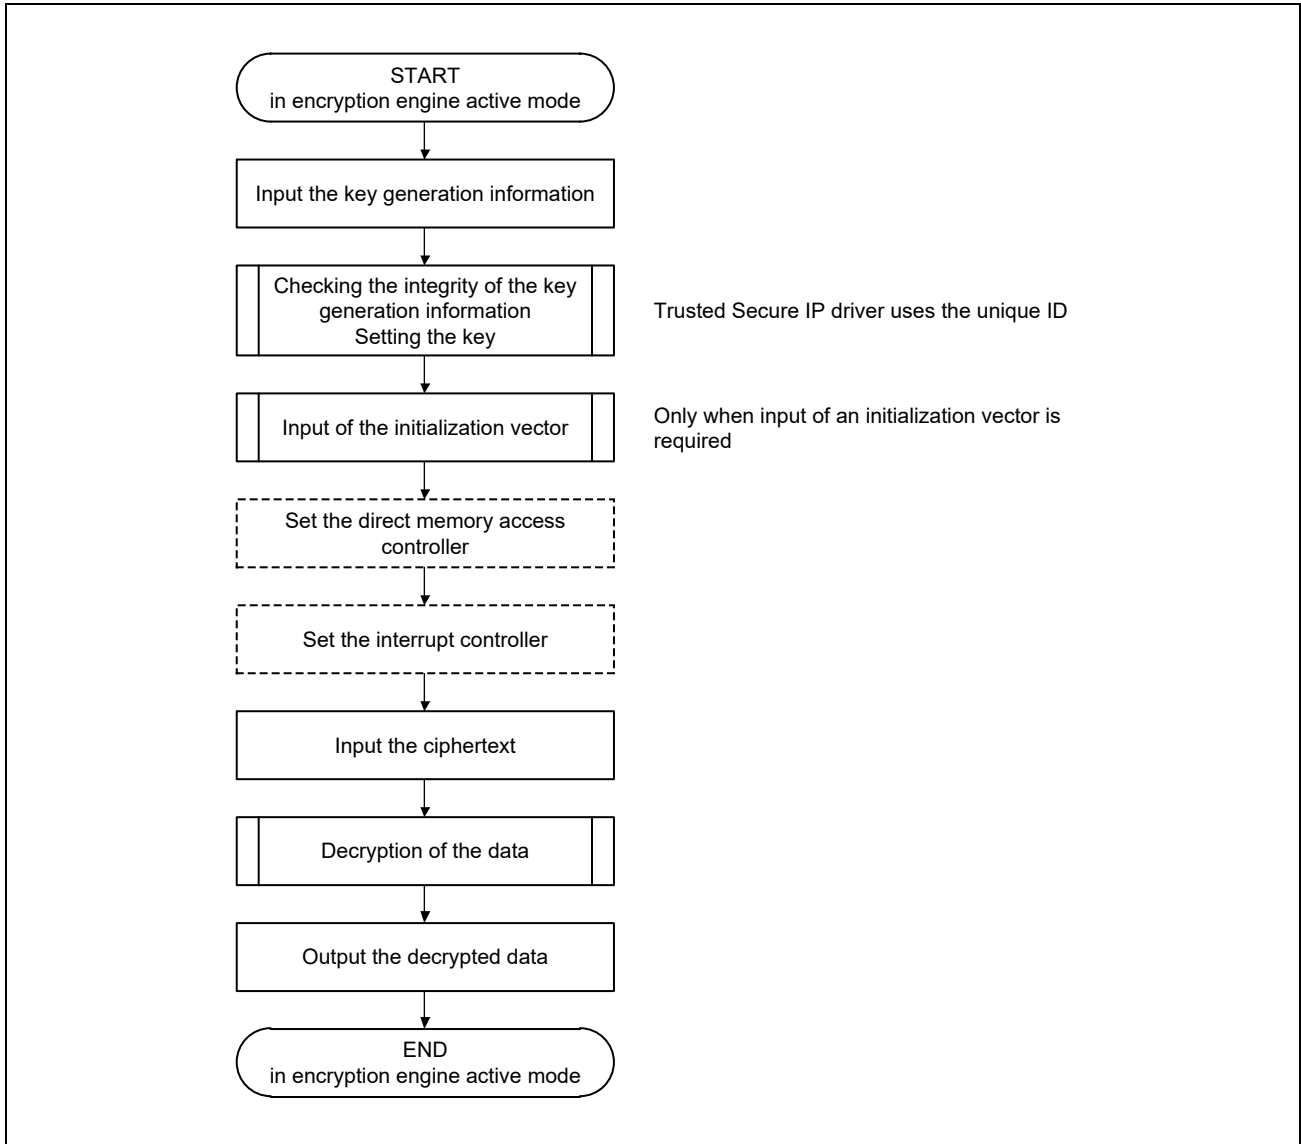 START
in encryption engine active mode
Input the key generation information
Checking the integrity of the key
generation information
Setting the key
Trusted Secure IP driver uses the unique ID
Input of the initialization vector
Only when input of an initialization vector is
required
Set the direct memory access
controller
Set the interrupt controller
Input the ciphertext
Decryption of the data
Output the decrypted data
END
in encryption engine active mode